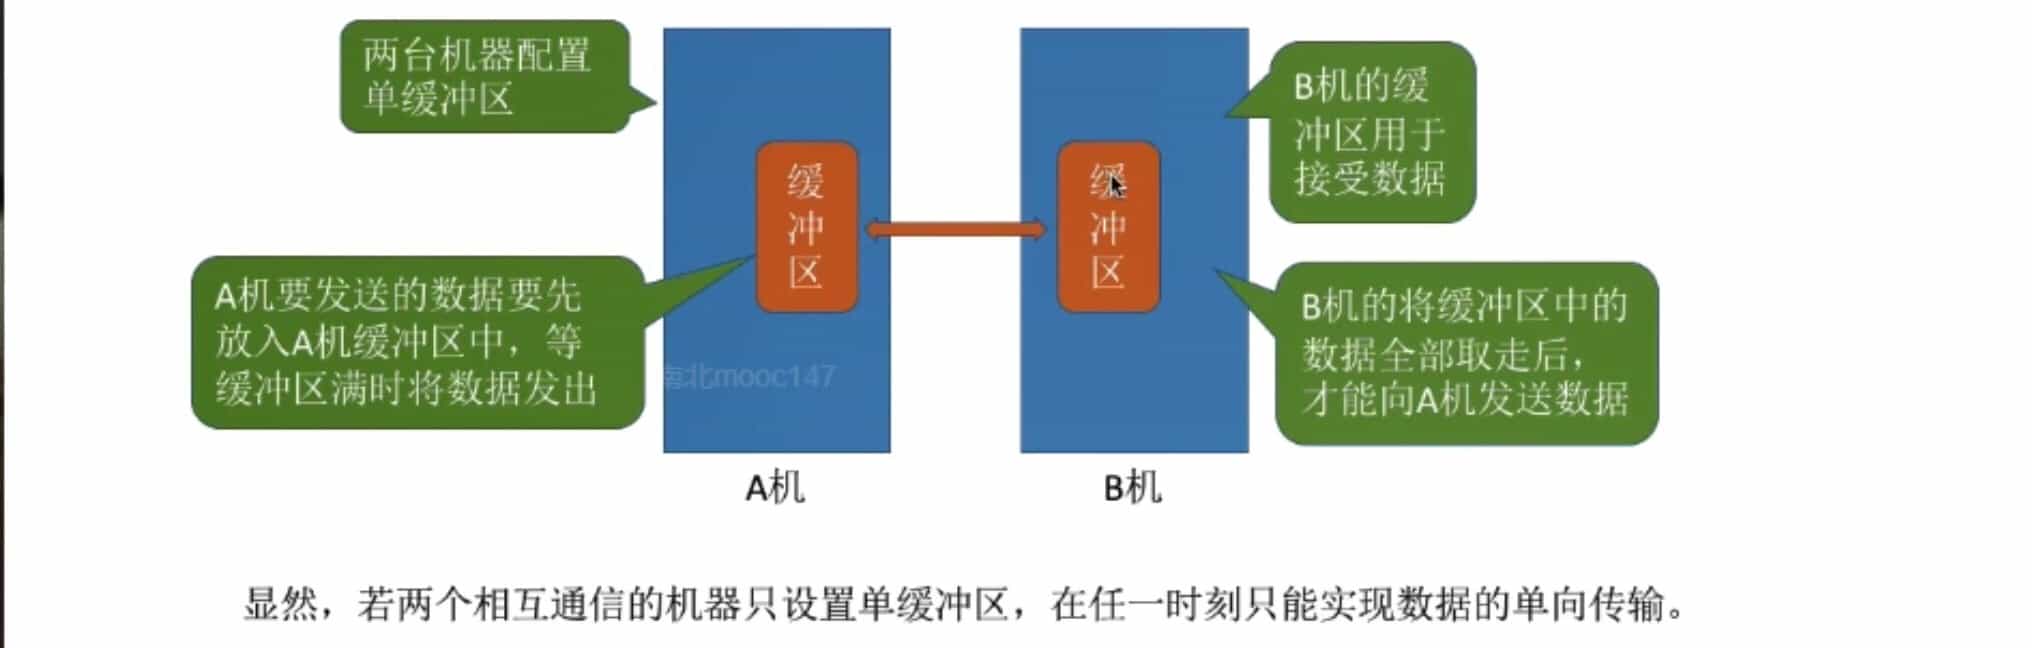 两台机器配置
单缓冲区
B机的缓
冲区用于
接受数据
缓
冲
区
缓
冲
区
A机要发送的数据要先
放入A机缓冲区中，等
缓冲区满时将数据发出
B机的将缓冲区中的
数据全部取走后，
才能向A机发送数据
南北mooc147
A机
B机
显然，若两个相互通信的机器只设置单缓冲区，在任一时刻只能实现数据的单向传输。